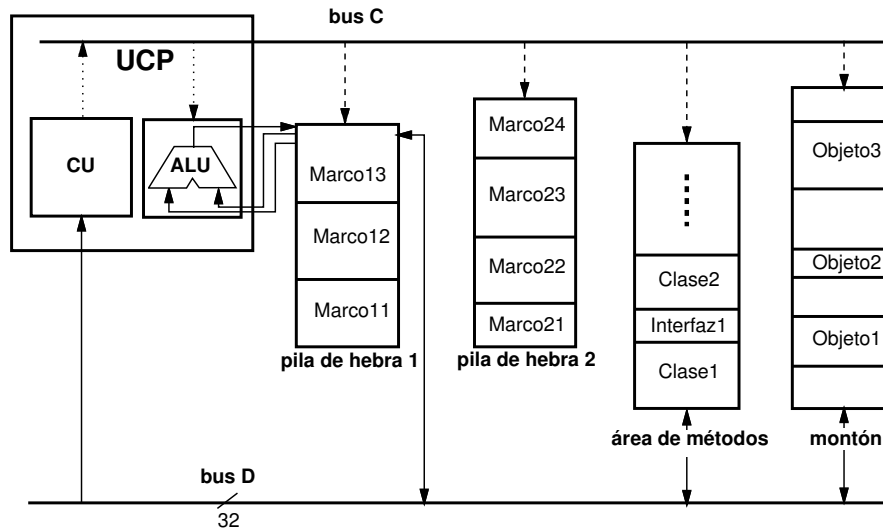 bus C
UCP
CU
ALU
Marco13
Marco12
Marco11
pila de hebra 1
Marco24
Marco23
Marco22
Marco21
pila de hebra 2
Clase2
Interfaz1
Clase1
área de métodos
Objeto3
Objeto2
Objeto1
montón
bus D
32